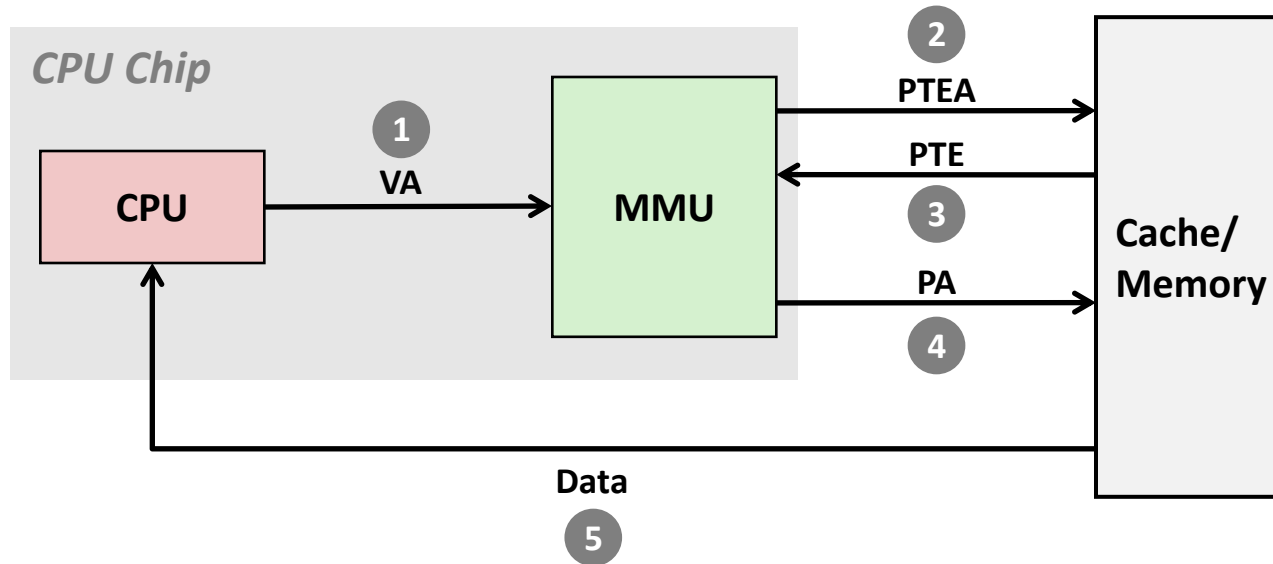 2
CPU Chip
PTEA
1
PTE
VA
CPU
MMU
3
Cache/
Memory
PA
4
Data
5